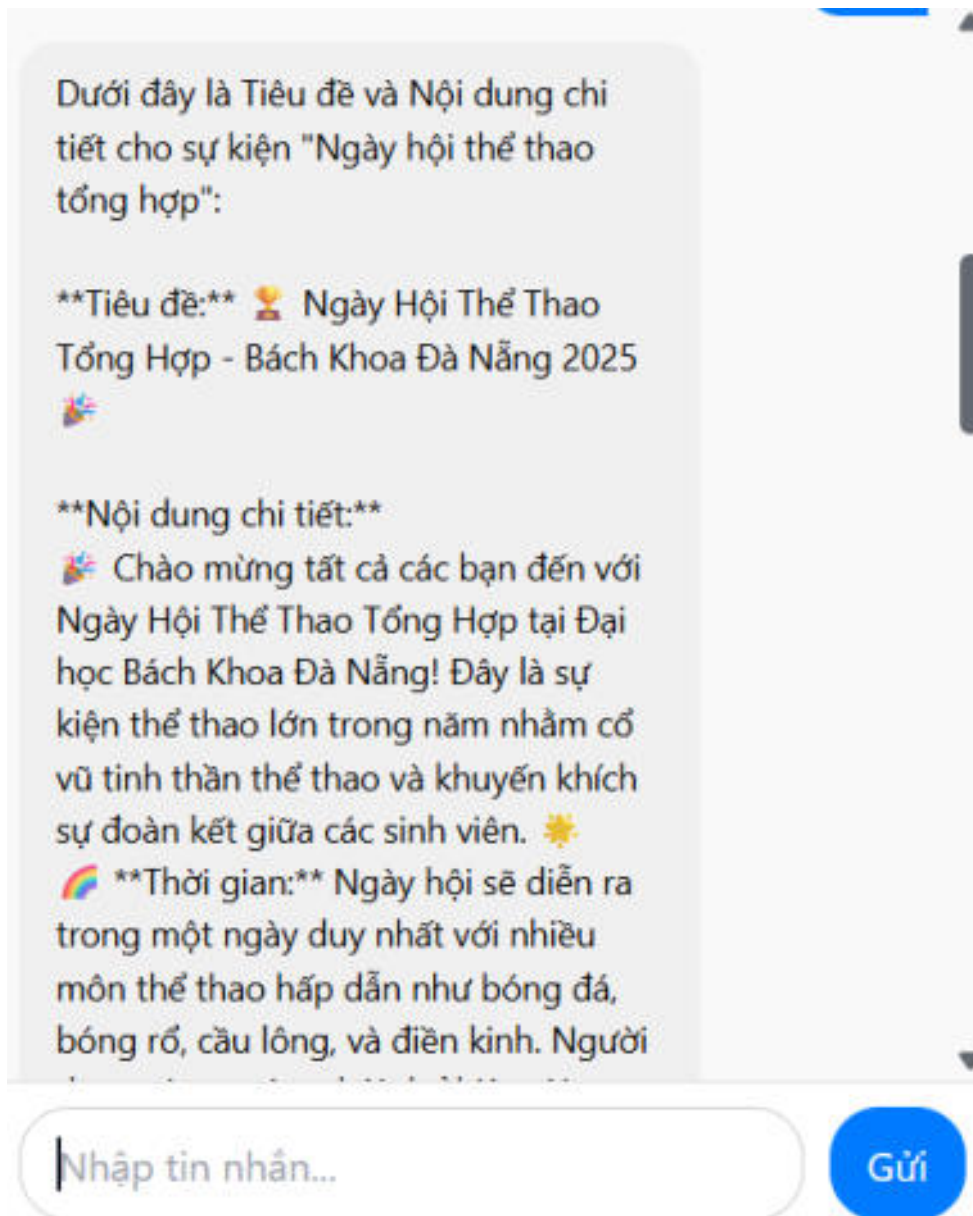 Dưới đây là Tiêu đề và Nội dung chi
tiết cho sự kiện "Ngày hội thể thao
tổng hợp":
**Tiêu đề:** 🏆 Ngày Hội Thể Thao
Tổng Hợp - Bách Khoa Đà Nẵng 2025
🎉
**Nội dung chi tiết:**
🎉 Chào mừng tất cả các bạn đến với
Ngày Hội Thể Thao Tổng Hợp tại Đại
học Bách Khoa Đà Nẵng! Đây là sự
kiện thể thao lớn trong năm nhằm cổ
vũ tinh thần thể thao và khuyến khích
sự đoàn kết giữa các sinh viên. 🌟
🌈 **Thời gian:** Ngày hội sẽ diễn ra
trong một ngày duy nhất với nhiều
môn thể thao hấp dẫn như bóng đá,
bóng rổ, cầu lông, và điền kinh. Người
Nhập tin nhắn...
Gửi